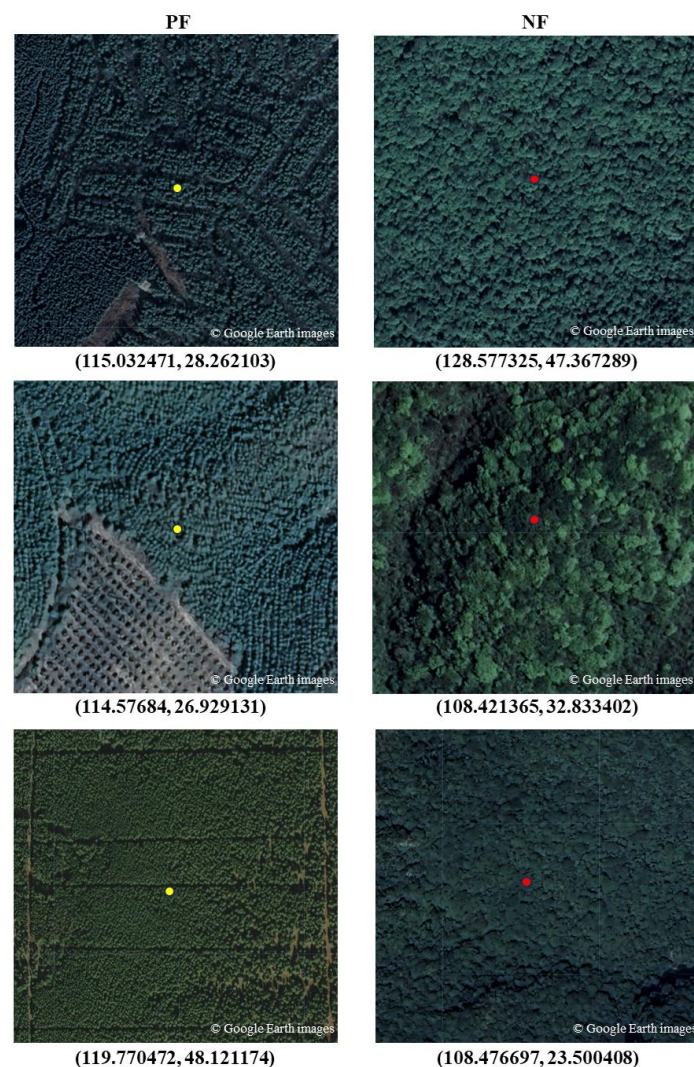 PF NF
© Google Earth images © Google Earth images
(115.032471, 28.262103) (128.577325, 47.367289)
© Google Earth images © Google Earth images
(114.57684, 26.929131) (108.421365, 32.833402)
© Google Earth images © Google Earth images
(119.770472, 48.121174) (108.476697, 23.500408)